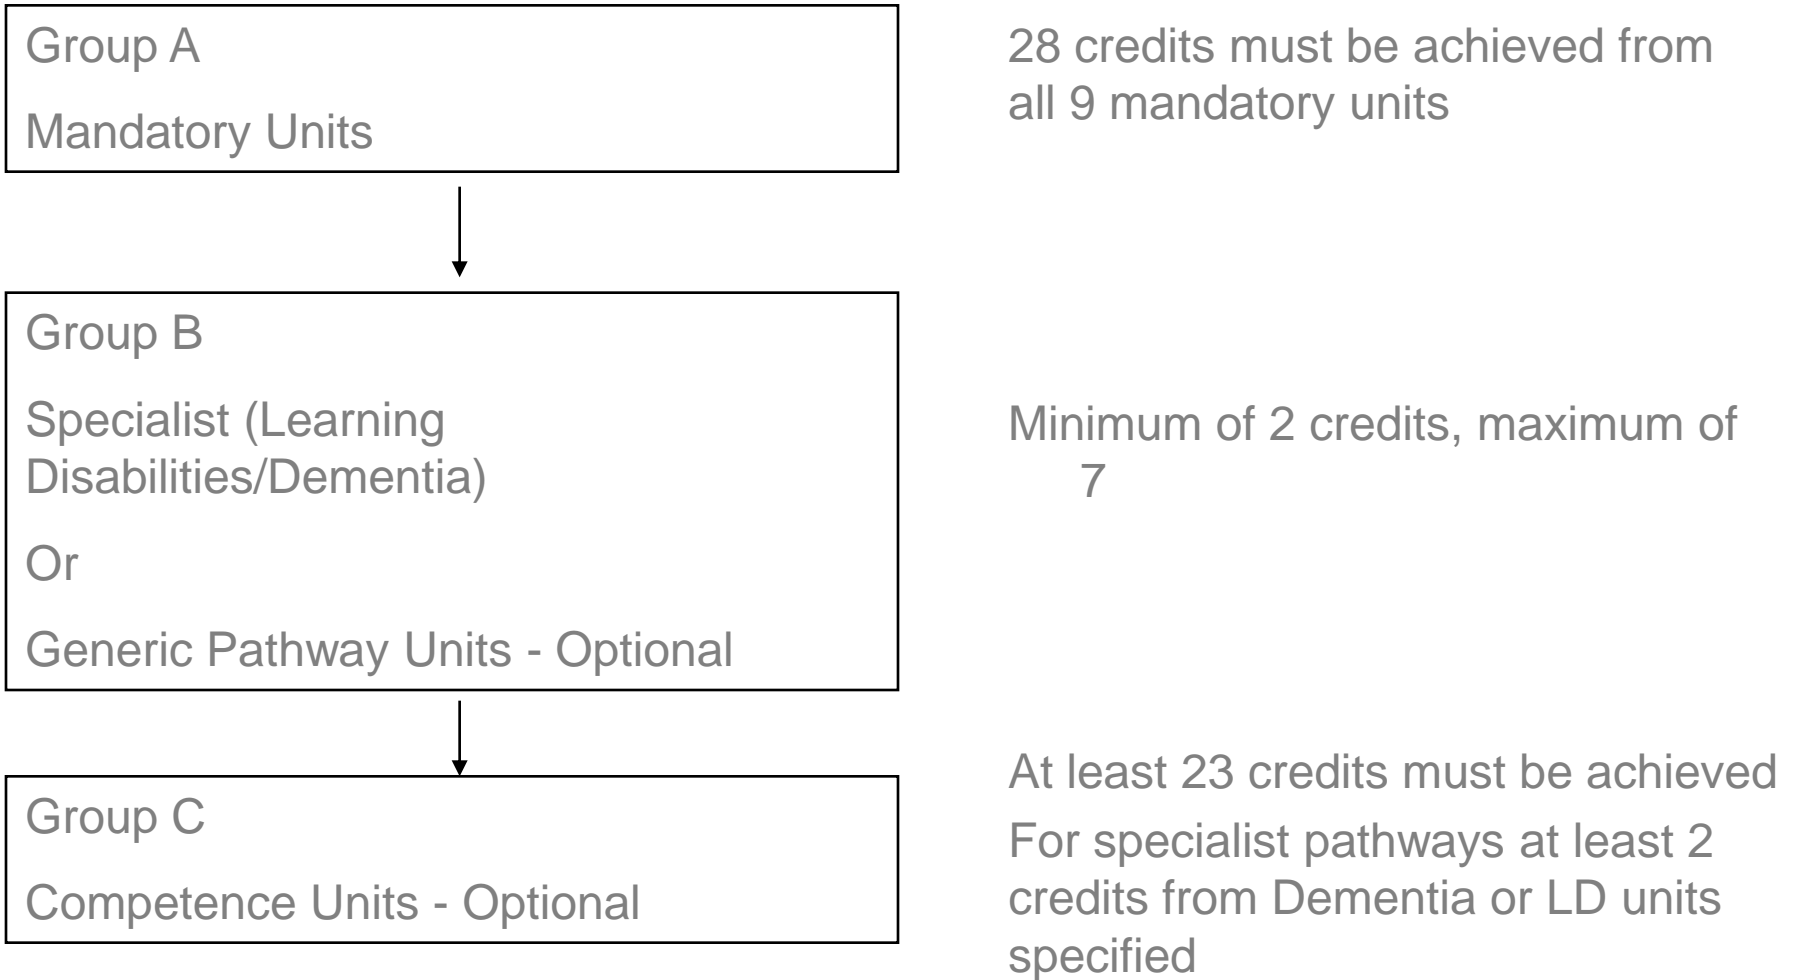 Group A
Mandatory Units
28 credits must be achieved from
all 9 mandatory units
Group B
Specialist (Learning
Disabilities/Dementia)
Or
Generic Pathway Units - Optional
Minimum of 2 credits, maximum of
7
Group C
Competence Units - Optional
At least 23 credits must be achieved
For specialist pathways at least 2
credits from Dementia or LD units
specified